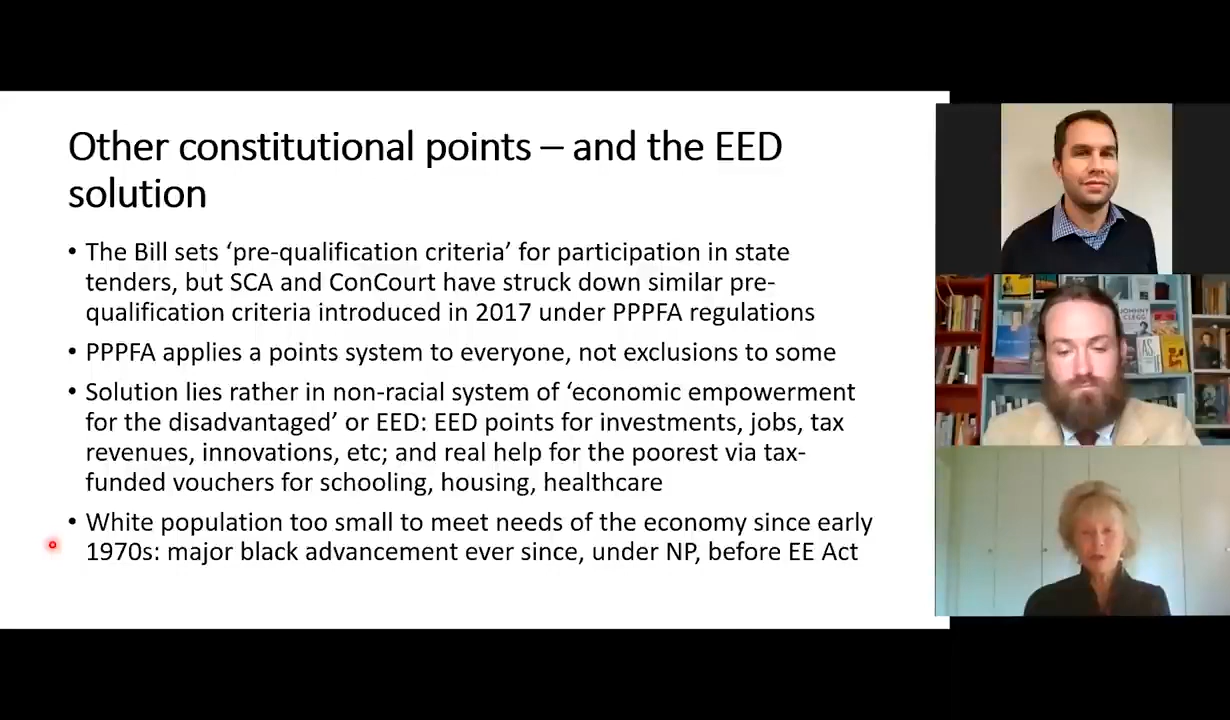 Other constitutional points – and the EED
solution
• The Bill sets ‘pre-qualification criteria’ for participation in state
tenders, but SCA and ConCourt have struck down similar pre-
qualification criteria introduced in 2017 under PPPFA regulations
• PPPFA applies a points system to everyone, not exclusions to some
• Solution lies rather in non-racial system of ‘economic empowerment
for the disadvantaged’ or EED: EED points for investments, jobs, tax
revenues, innovations, etc; and real help for the poorest via tax-
funded vouchers for schooling, housing, healthcare
• White population too small to meet needs of the economy since early
1970s: major black advancement ever since, under NP, before EE Act
JOHNNY
CLEGG